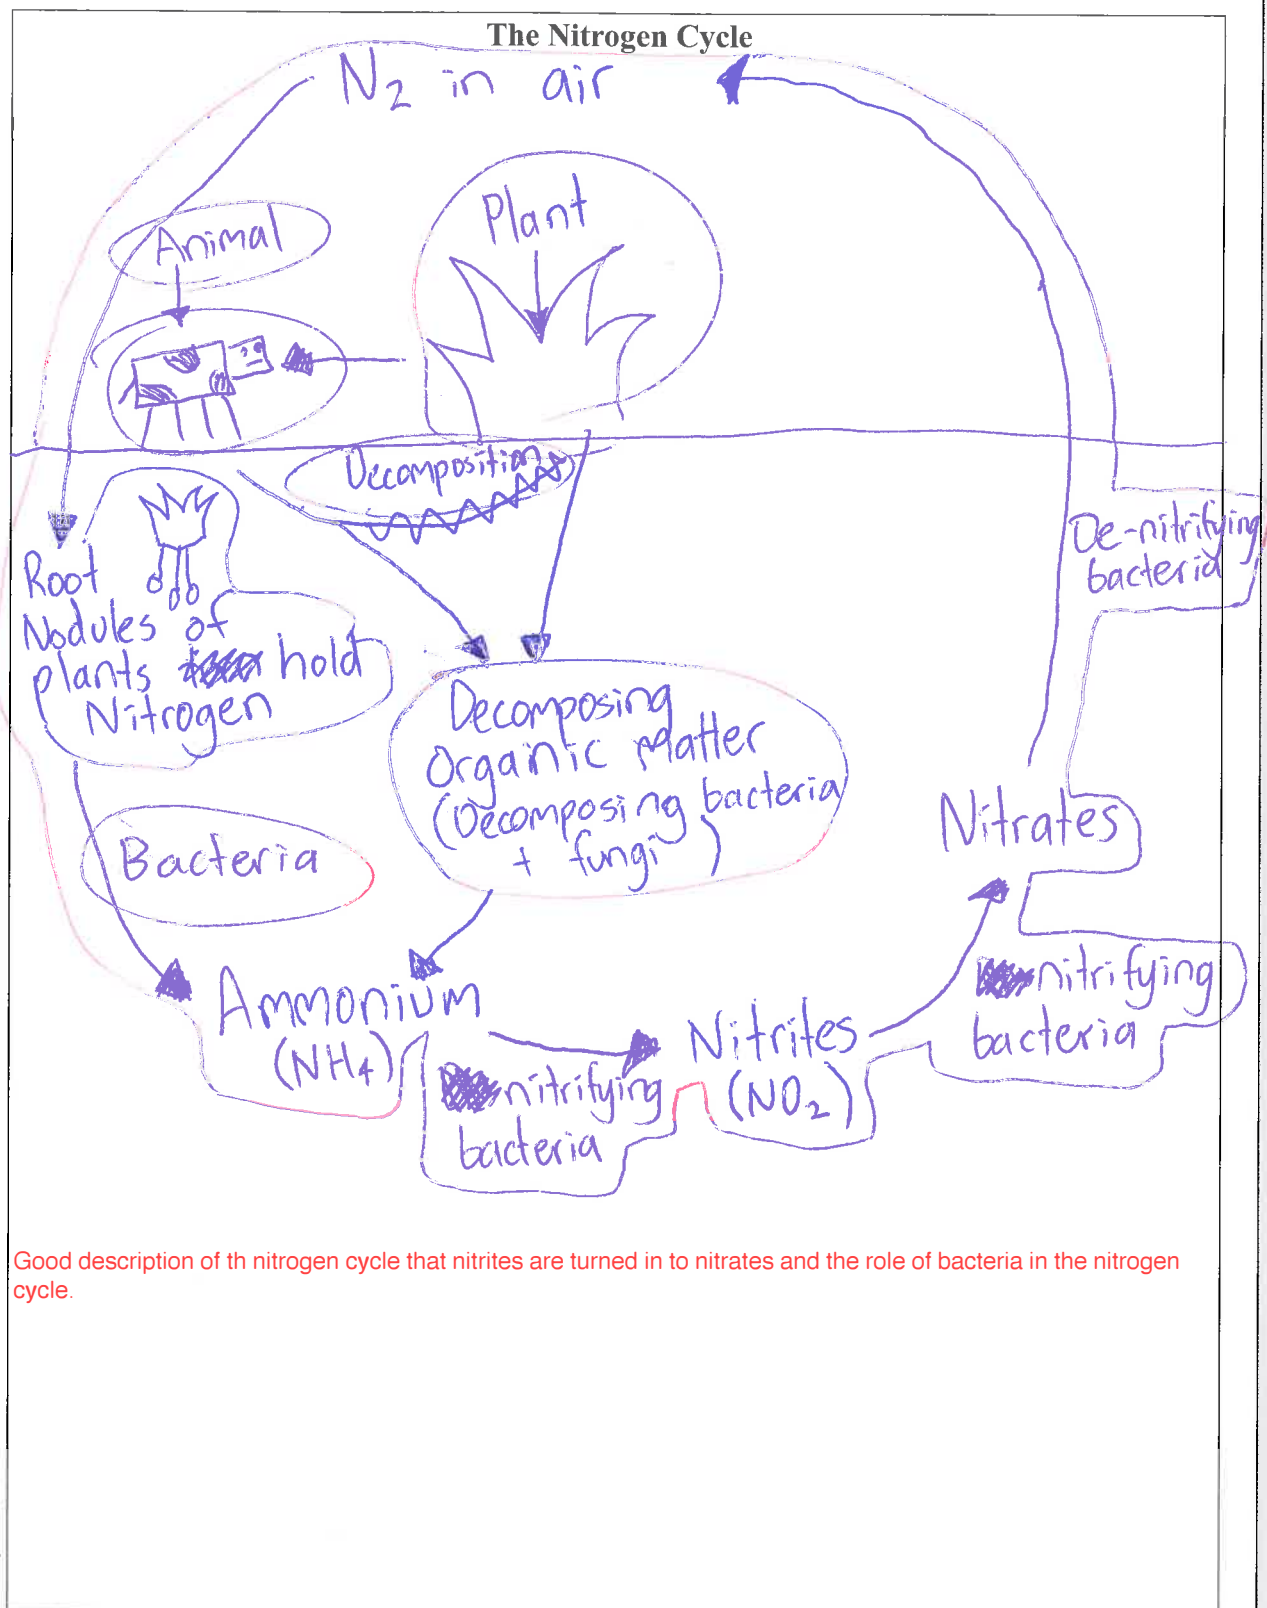 The Nitrogen Cycle
N2 in air
Animal
Plant
Decomposition
Root
Nodules of
plants hold
Nitrogen
De-nitrifying
bacteria
Decomposing
Organic Matter
(Decomposing bacteria
+ fungi)
Bacteria
Nitrates
Ammonium
(NH4)
nitrifying
bacteria
Nitrites
(NO2)
nitrifying
bacteria
Good description of th nitrogen cycle that nitrites are turned in to nitrates and the role of bacteria in the nitrogen
cycle.